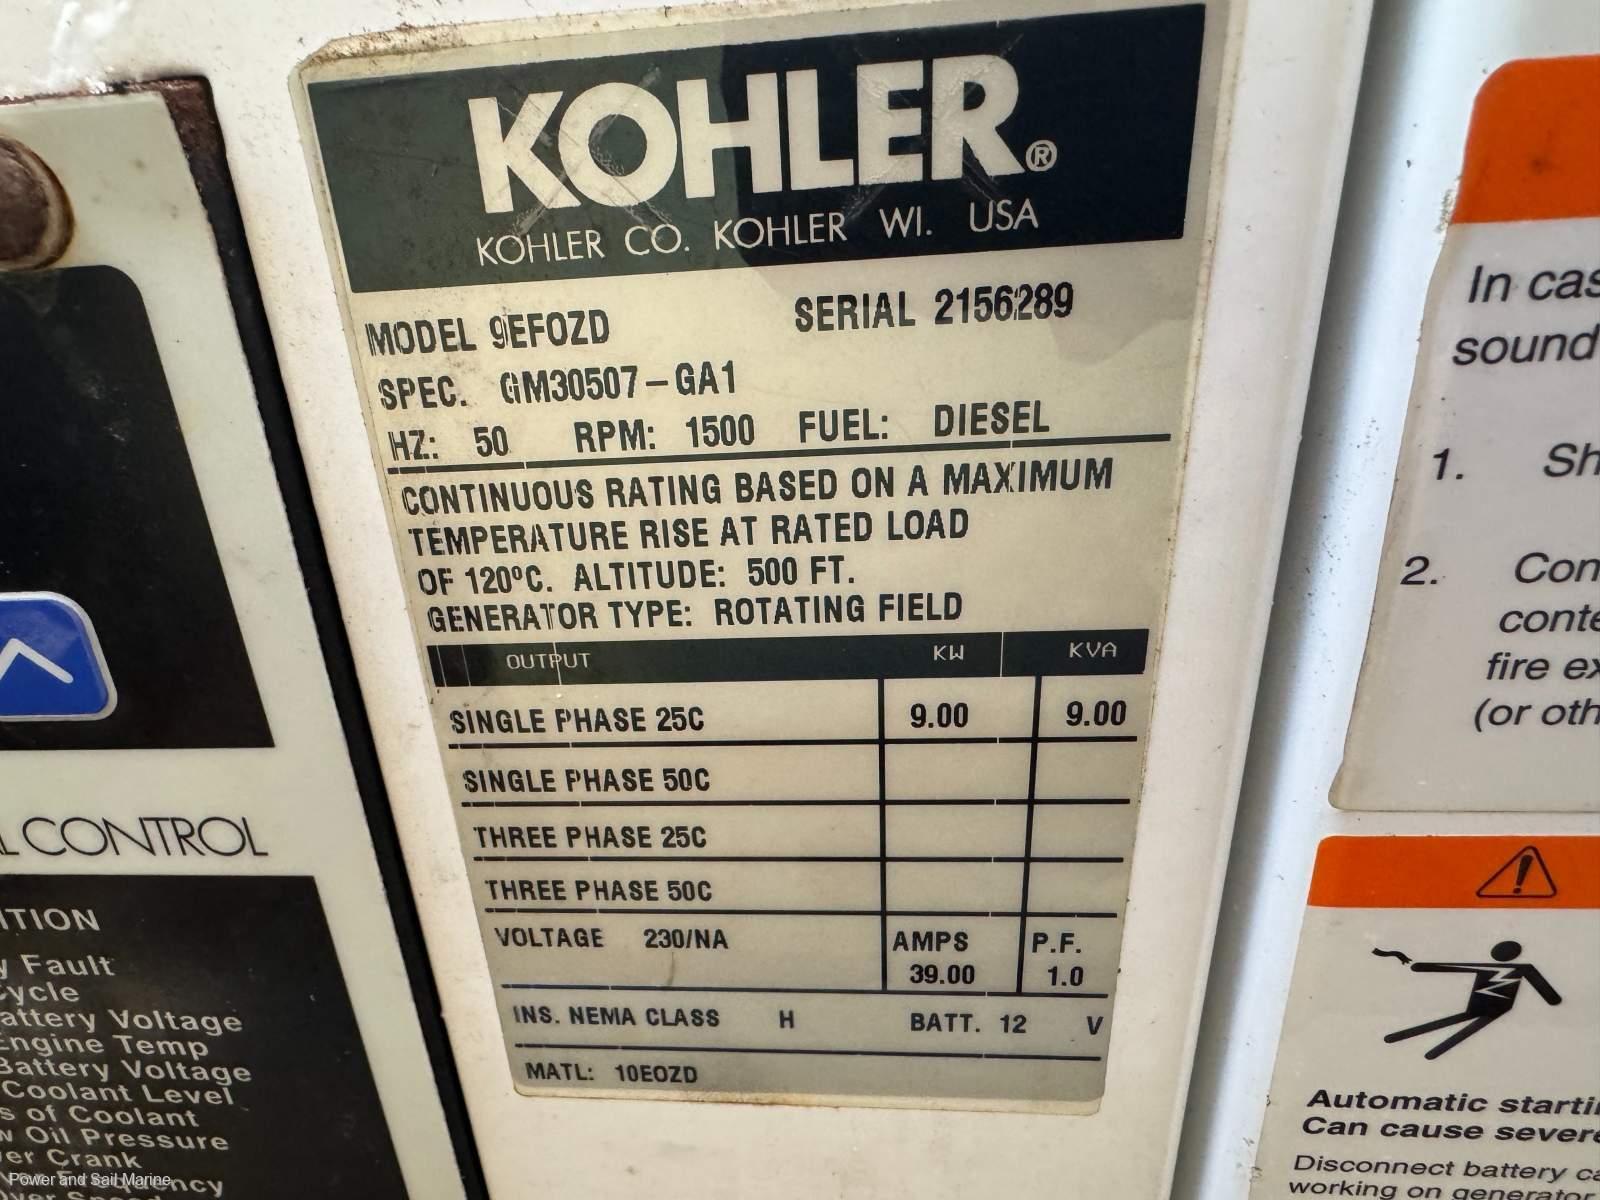 KOHLER®
KOHLER CO. KOHLER WI. USA
MODEL 9EFOZD SERIAL 2156289
SPEC. GM30507-GA1
HZ: 50 RPM: 1500 FUEL: DIESEL
CONTINUOUS RATING BASED ON A MAXIMUM
TEMPERATURE RISE AT RATED LOAD
OF 120°C. ALTITUDE: 500 FT.
GENERATOR TYPE: ROTATING FIELD
OUTPUT KW KVA
SINGLE PHASE 25C 9.00 9.00
SINGLE PHASE 50C
THREE PHASE 25C
THREE PHASE 50C
VOLTAGE 230/NA AMPS P.F.
39.00 1.0
INS. NEMA CLASS H BATT. 12 V
MATL: 10EOZD
L CONTROL
ITION
y Fault
Cycle
attery Voltage
Engine Temp
Battery Voltage
Coolant Level
s of Coolant
w Oil Pressure
er Crank
Frequency
Over Speed
Power and Sail Marine
In cas
sound
1. Sh
2. Con
conte
fire ex
(or oth
Automatic starti
Can cause severe
Disconnect battery ca
working on generator